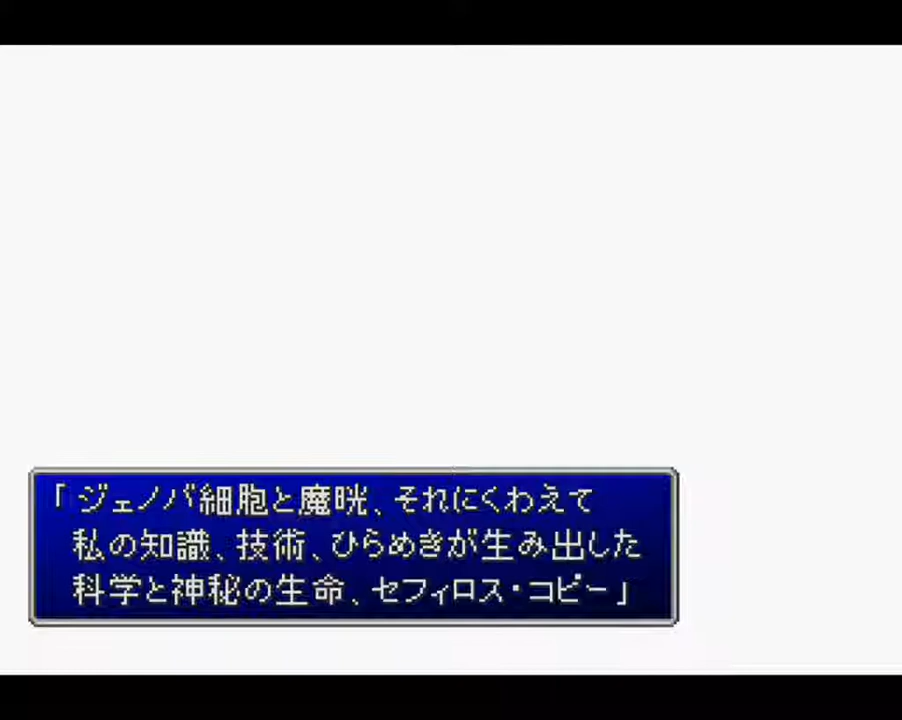 「ジェノバ細胞と魔晄、それにくわえて
私の知識、技術、ひらめきが生み出した
科学と神秘の生命、セフィロス・コピー」